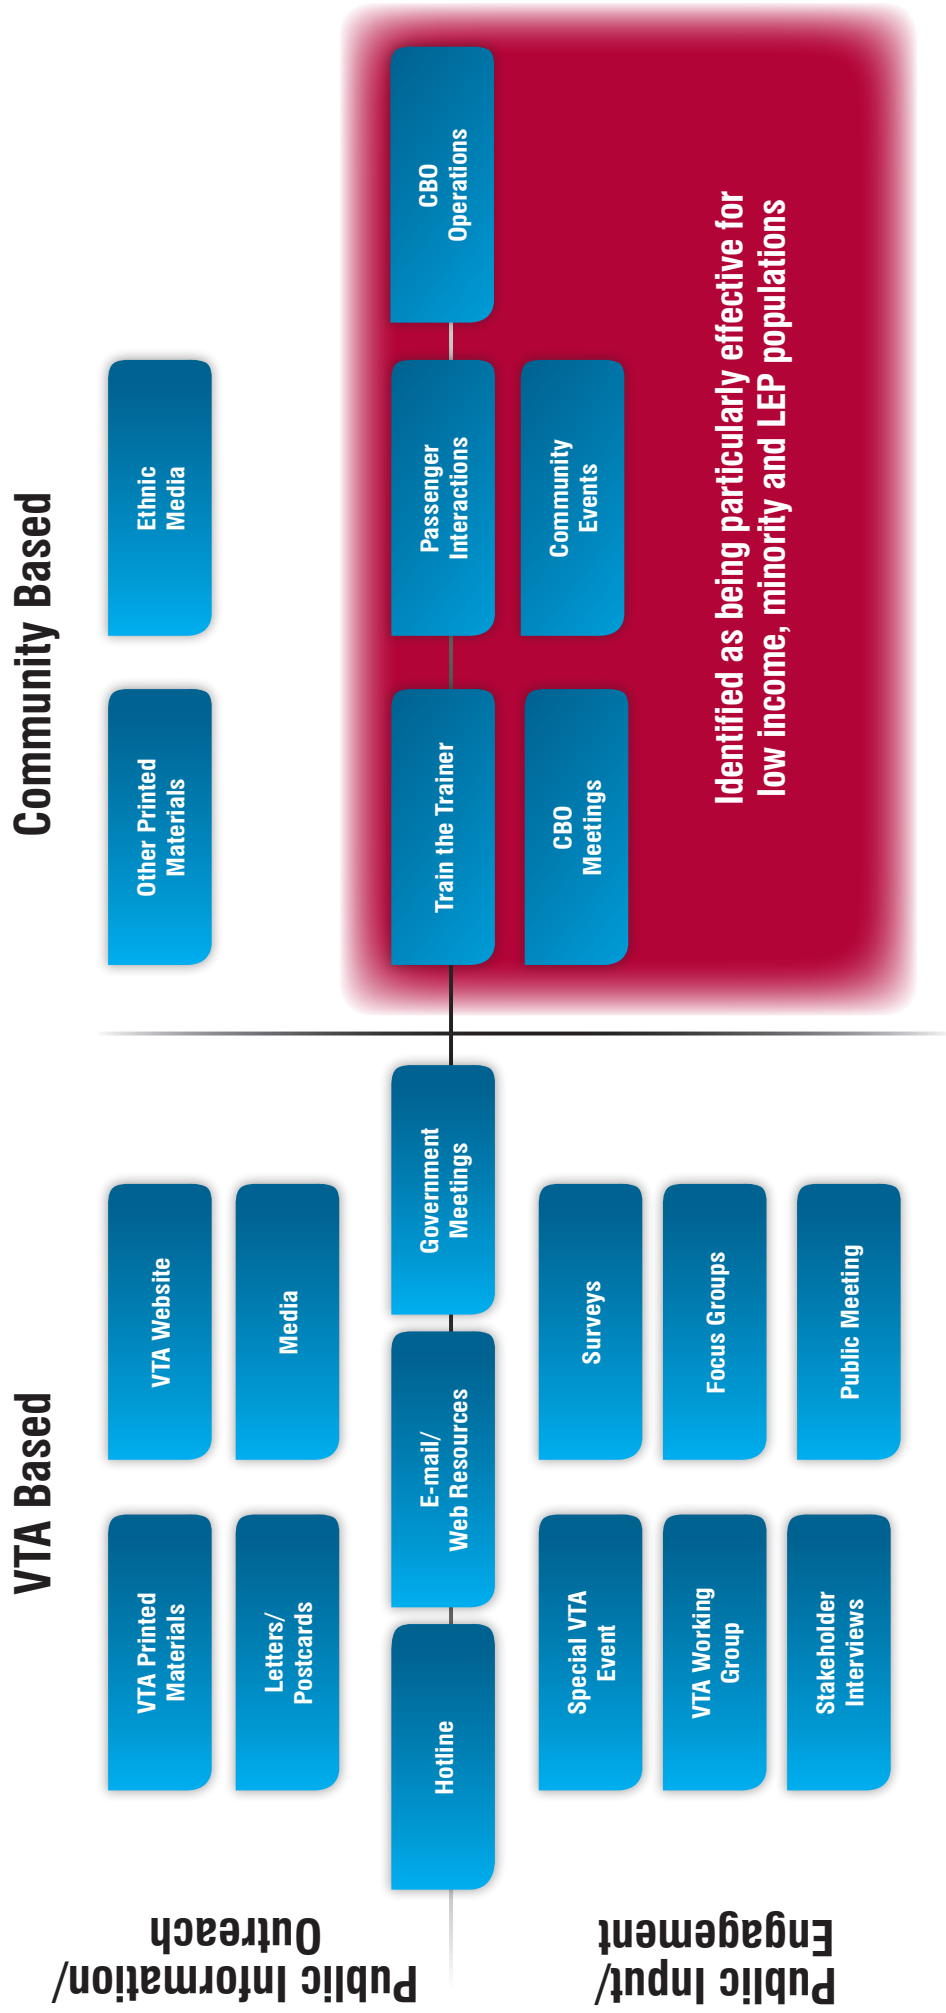 VTA Based
Community Based
Public Information/
Outreach
VTA Printed
Materials
VTA Website
Other Printed
Materials
Ethnic
Media
Letters/
Postcards
Media
Hotline
E-mail/
Web Resources
Government
Meetings
Train the Trainer
Passenger
Interactions
CBO
Operations
Public Input/
Engagement
Special VTA
Event
Surveys
CBO
Meetings
Community
Events
VTA Working
Group
Focus Groups
Stakeholder
Interviews
Public Meeting
Identified as being particularly effective for
low income, minority and LEP populations